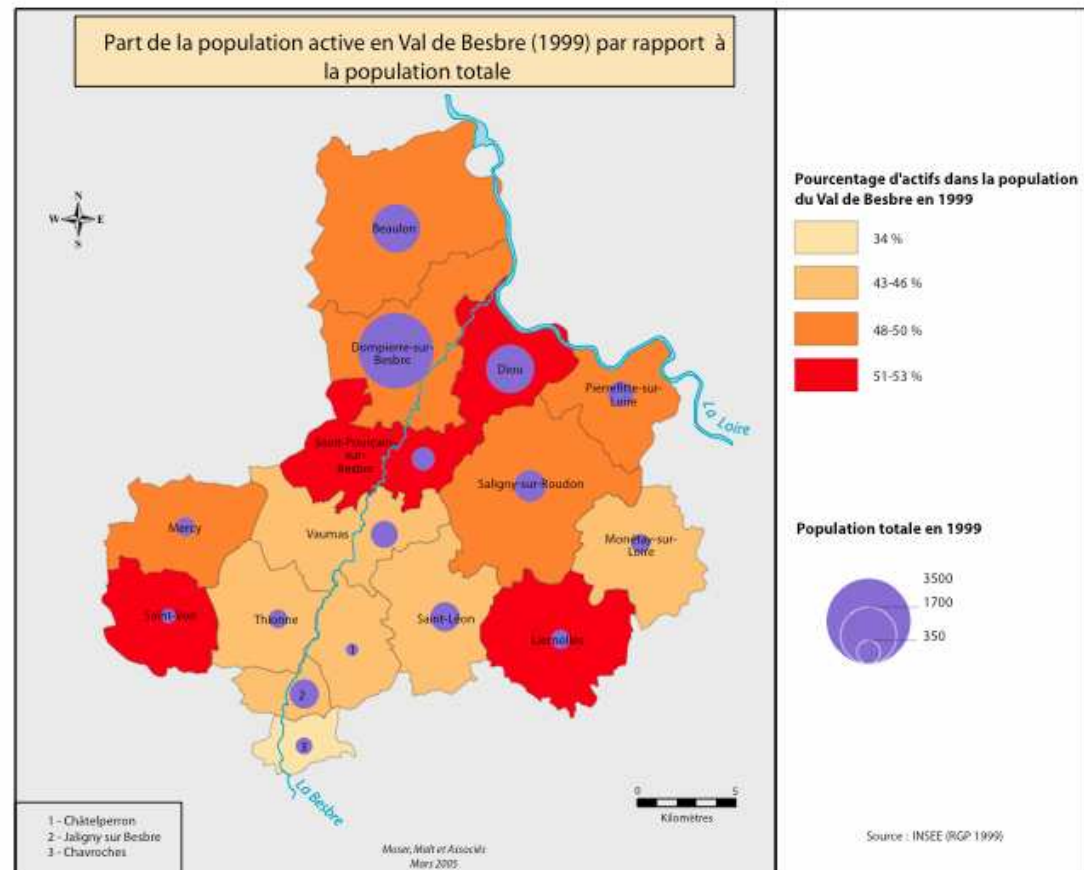 Part de la population active en Val de Besbre (1999) par rapport à
la population totale
N
W E
S
Beaulon
Dompierre-sur-
Besbre
Diou
Pierrefitte-sur-
Loire
La Loire
Saint-Pourçain
-sur-
Besbre
Saligny-sur-Roudon
Mercy
Vaumas
Monétay-sur-
Loire
Saint-Voir
Thionne
Saint-Léon
Liernolles
1
2
3
La Besbre
0 5
Kilomètres
1 - Châtelperron
2 - Jaligny sur Besbre
3 - Chavroches
Moser, Malt et Associés
Mars 2005
Pourcentage d'actifs dans la population
du Val de Besbre en 1999
34 %
43-46 %
48-50 %
51-53 %
Population totale en 1999
3500
1700
350
Source : INSEE (RGP 1999)